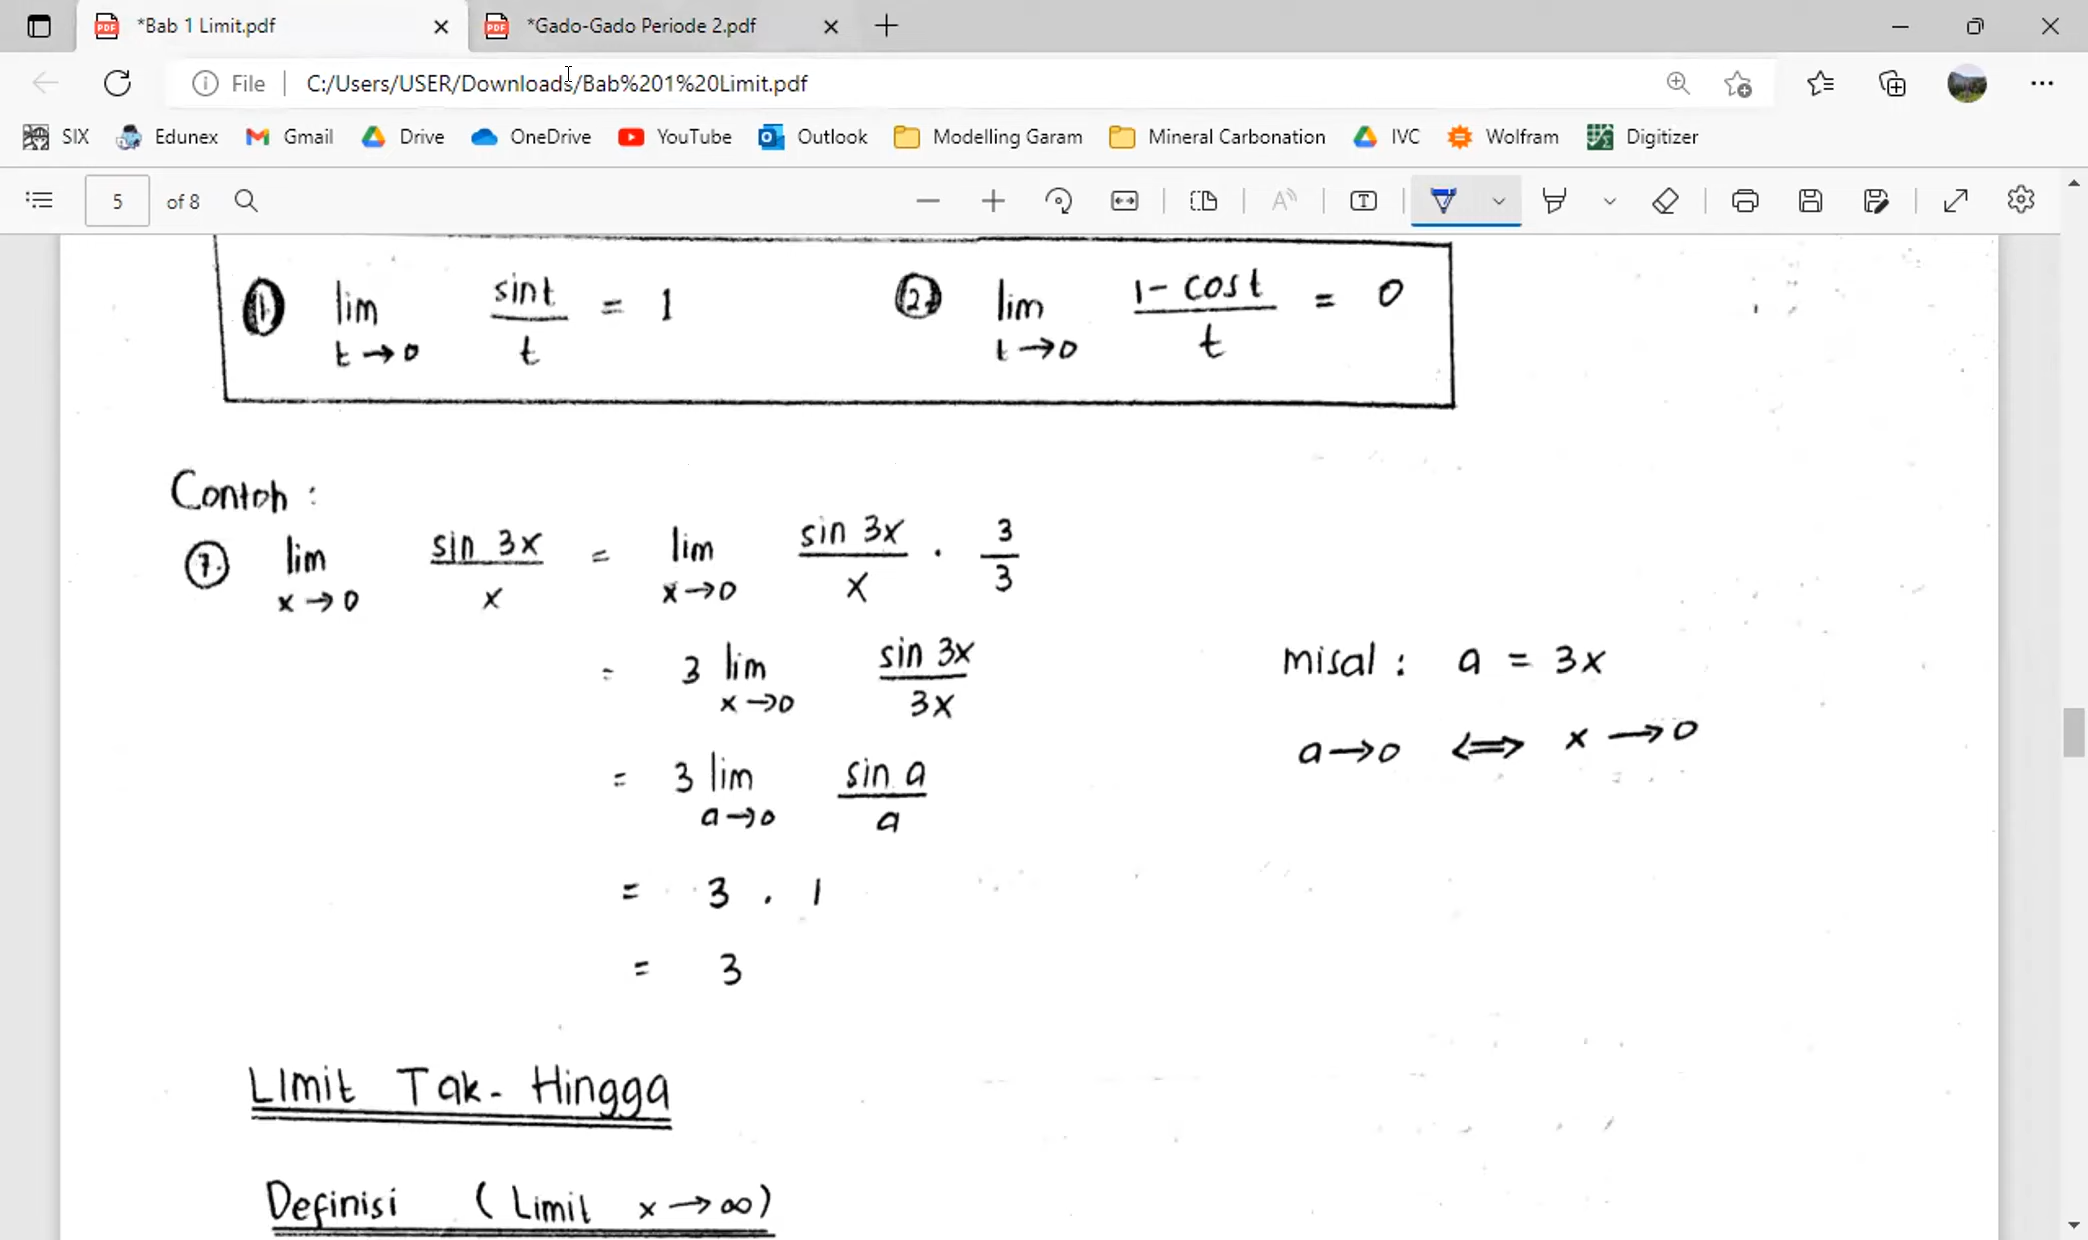 *Bab 1 Limit.pdf
*Gado-Gado Periode 2.pdf
File | C:/Users/USER/Downloads/Bab%201%20Limit.pdf
SIX Edunex Gmail Drive OneDrive YouTube Outlook Modelling Garam Mineral Carbonation IVC Wolfram Digitizer
5 of 8
① lim t→0 sin t / t = 1 ② lim t→0 1 - cos t / t = 0
Contoh :
⑦ lim x→0 sin 3x / x = lim x→0 sin 3x / x · 3/3
= 3 lim x→0 sin 3x / 3x misal : a = 3x
a→0 ⟺ x→0
= 3 lim a→0 sin a / a
= 3 . 1
= 3
LImit Tak-Hingga
Definisi (Limit x→∞)